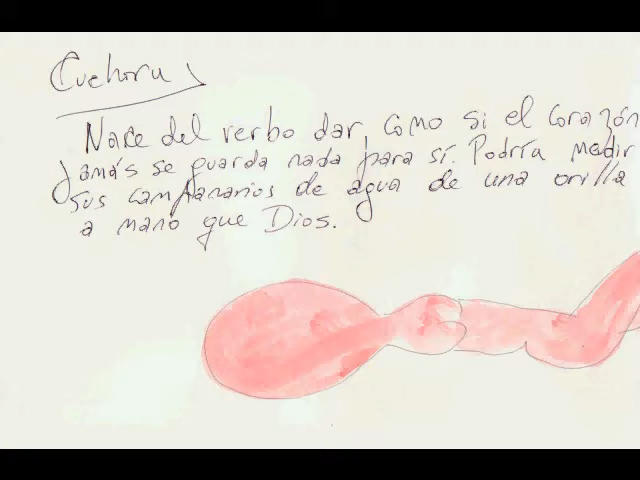 Cuchara
Nace del verbo dar, como si el corazón
jamás se guarda nada para sí. Podría medir
sus campanarios de agua de una orilla
a mano que Dios.